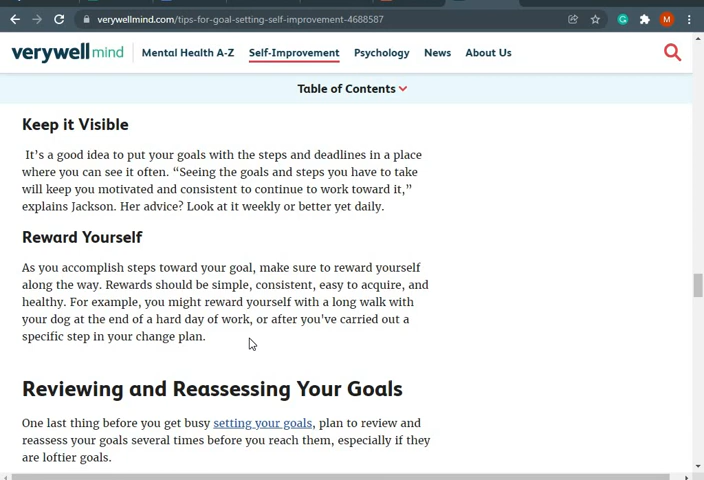 verywellmind.com/tips-for-goal-setting-self-improvement-4688587
M
verywell mind
Mental Health A-Z
Self-Improvement
Psychology
News
About Us
Table of Contents
Keep it Visible
It's a good idea to put your goals with the steps and deadlines in a place
where you can see it often. “Seeing the goals and steps you have to take
will keep you motivated and consistent to continue to work toward it,”
explains Jackson. Her advice? Look at it weekly or better yet daily.
Reward Yourself
As you accomplish steps toward your goal, make sure to reward yourself
along the way. Rewards should be simple, consistent, easy to acquire, and
healthy. For example, you might reward yourself with a long walk with
your dog at the end of a hard day of work, or after you've carried out a
specific step in your change plan.
Reviewing and Reassessing Your Goals
One last thing before you get busy setting your goals, plan to review and
reassess your goals several times before you reach them, especially if they
are loftier goals.